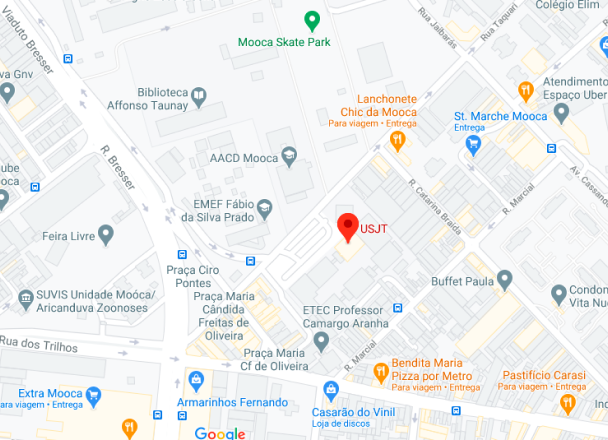 Colégio Elim
Rua Taquari
Rua Jaibarás
Viaduto Bresser
Mooca Skate Park
va Gnv
Atendimento
Espaço Uber
Biblioteca
Affonso Taunay
Lanchonete
Chic da Mooca
Para viagem • Entrega
St. Marche Mooca
Entrega
R. Bresser
AACD Mooca
ube
oca
Av. Cassand
R. Catarina Braida
R. Marcial
EMEF Fábio
da Silva Prado
USJT
Feira Livre
Praça Ciro
Pontes
Buffet Paula
SUVIS Unidade Moóca/
Aricanduva Zoonoses
Praça Maria
Cândida
Freitas de
Oliveira
Condon
Vita Nu
ETEC Professor
Camargo Aranha
Rua dos Trilhos
Praça Maria
Cf de Oliveira
R. Marcial
Bendita Maria
Pizza por Metro
Para viagem • Entrega
Pastifício Carasi
Para viagem • Entrega
Extra Mooca
ara viagem • Entrega
Armarinhos Fernando
Casarão do Vinil
Loja de discos
Google